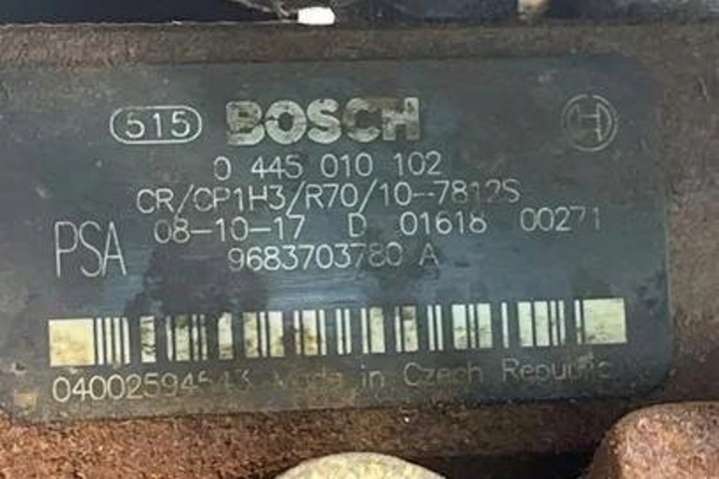 515 BOSCH
0 445 010 102
CR/CP1H3/R70/10-7812S
PSA 08-10-17 D 01618 00271
9683703780 A
04002594543 Made in Czech Republic